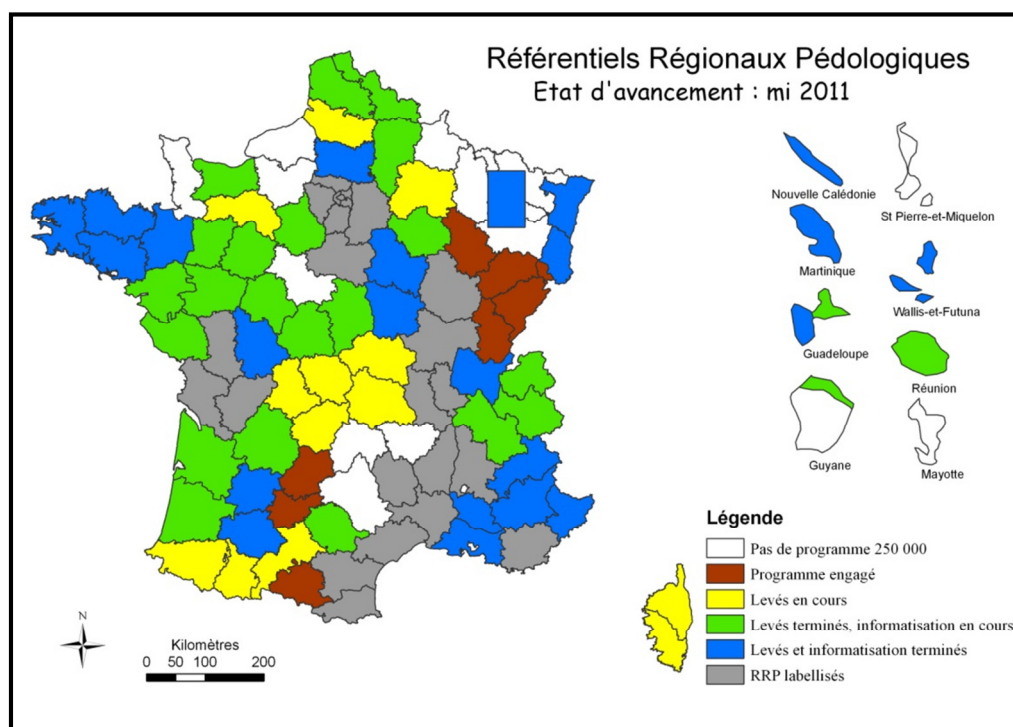 Référentiels Régionaux Pédologiques
Etat d'avancement : mi 2011
Nouvelle Calédonie
St Pierre-et-Miquelon
Martinique
Wallis-et-Futuna
Guadeloupe
Réunion
Guyane
Mayotte
Légende
Pas de programme 250 000
Programme engagé
Levés en cours
Levés terminés, informatisation en cours
Levés et informatisation terminés
RRP labellisés
N
Kilomètres
0 50 100 200